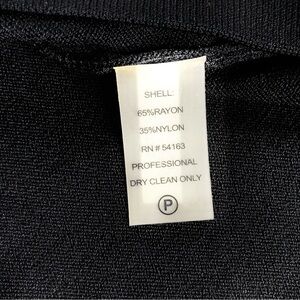 SHELL:
65%RAYON
35%NYLON
RN # 54163
PROFESSIONAL
DRY CLEAN ONLY
P